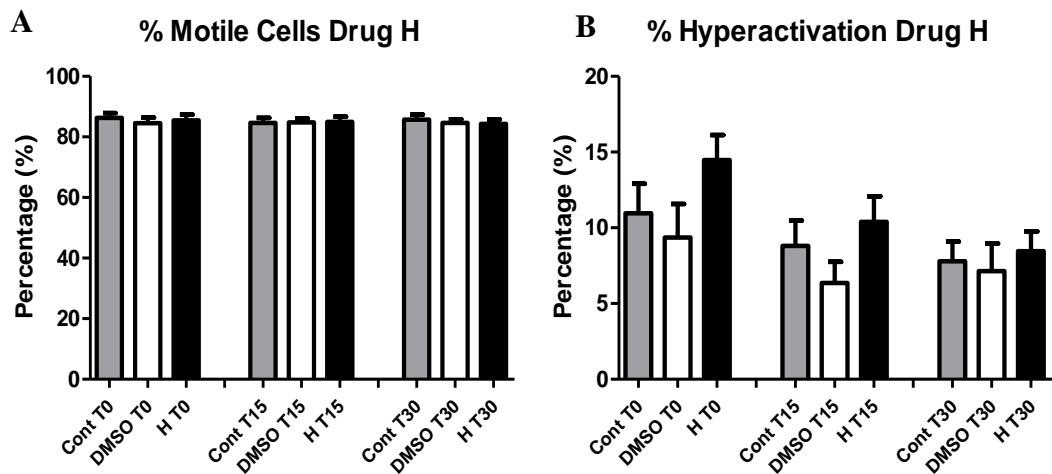 A
% Motile Cells Drug H
Percentage (%)
100
80
60
40
20
0
Cont T0
DMSO T0
H T0
Cont T15
DMSO T15
H T15
Cont T30
DMSO T30
H T30
B
% Hyperactivation Drug H
Percentage (%)
20
15
10
5
0
Cont T0
DMSO T0
H T0
Cont T15
DMSO T15
H T15
Cont T30
DMSO T30
H T30